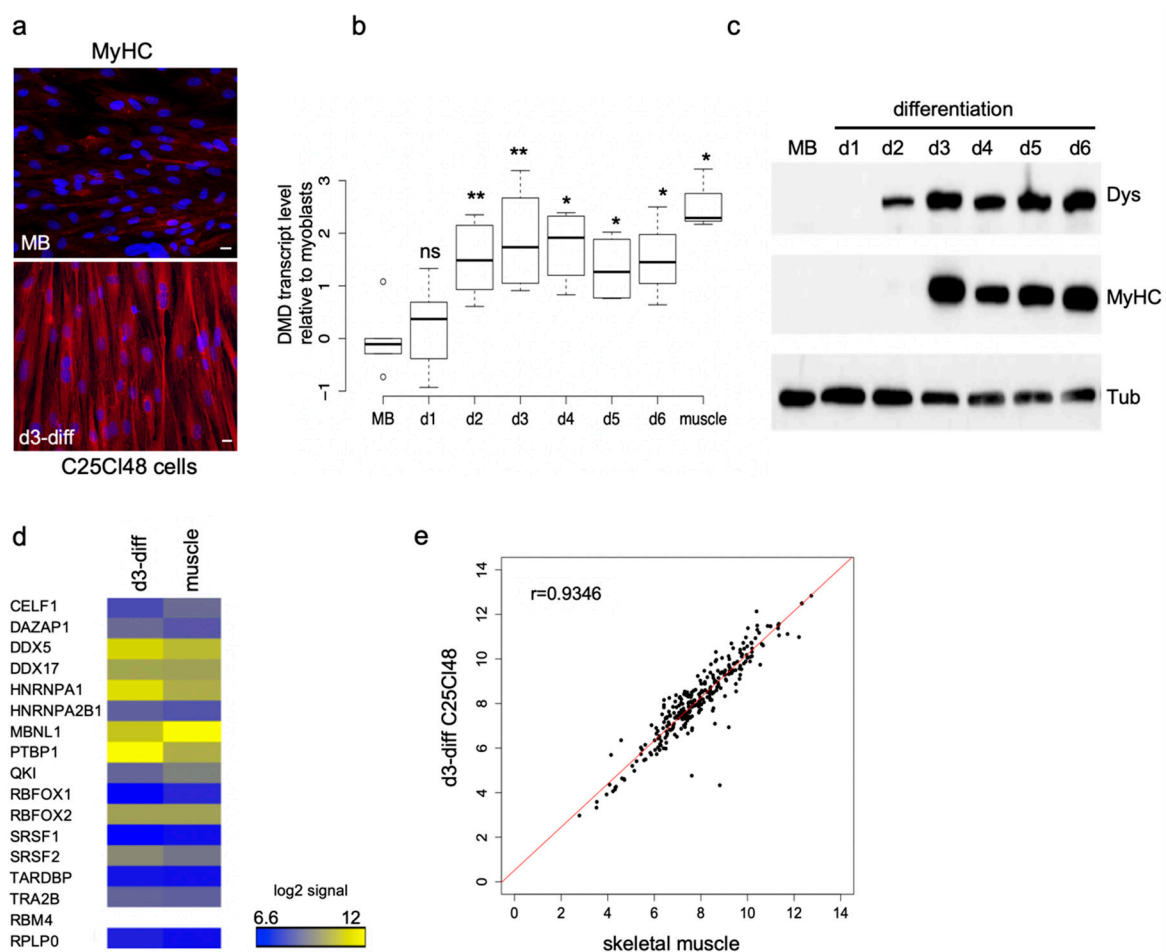 a
MyHC
MB
d3-diff
C25Cl48 cells
b
DMD transcript level
relative to myoblasts
3
2
1
0
−1
ns
**
**
*
*
*
*
MB d1 d2 d3 d4 d5 d6 muscle
c
differentiation
MB d1 d2 d3 d4 d5 d6
Dys
MyHC
Tub
d
d3-diff muscle
CELF1
DAZAP1
DDX5
DDX17
HNRNPA1
HNRNPA2B1
MBNL1
PTBP1
QKI
RBFOX1
RBFOX2
SRSF1
SRSF2
TARDBP
TRA2B
RBM4
RPLP0
log2 signal
6.6 12
e
r=0.9346
d3-diff C25Cl48
14
12
10
8
6
4
2
0
0 2 4 6 8 10 12 14
skeletal muscle